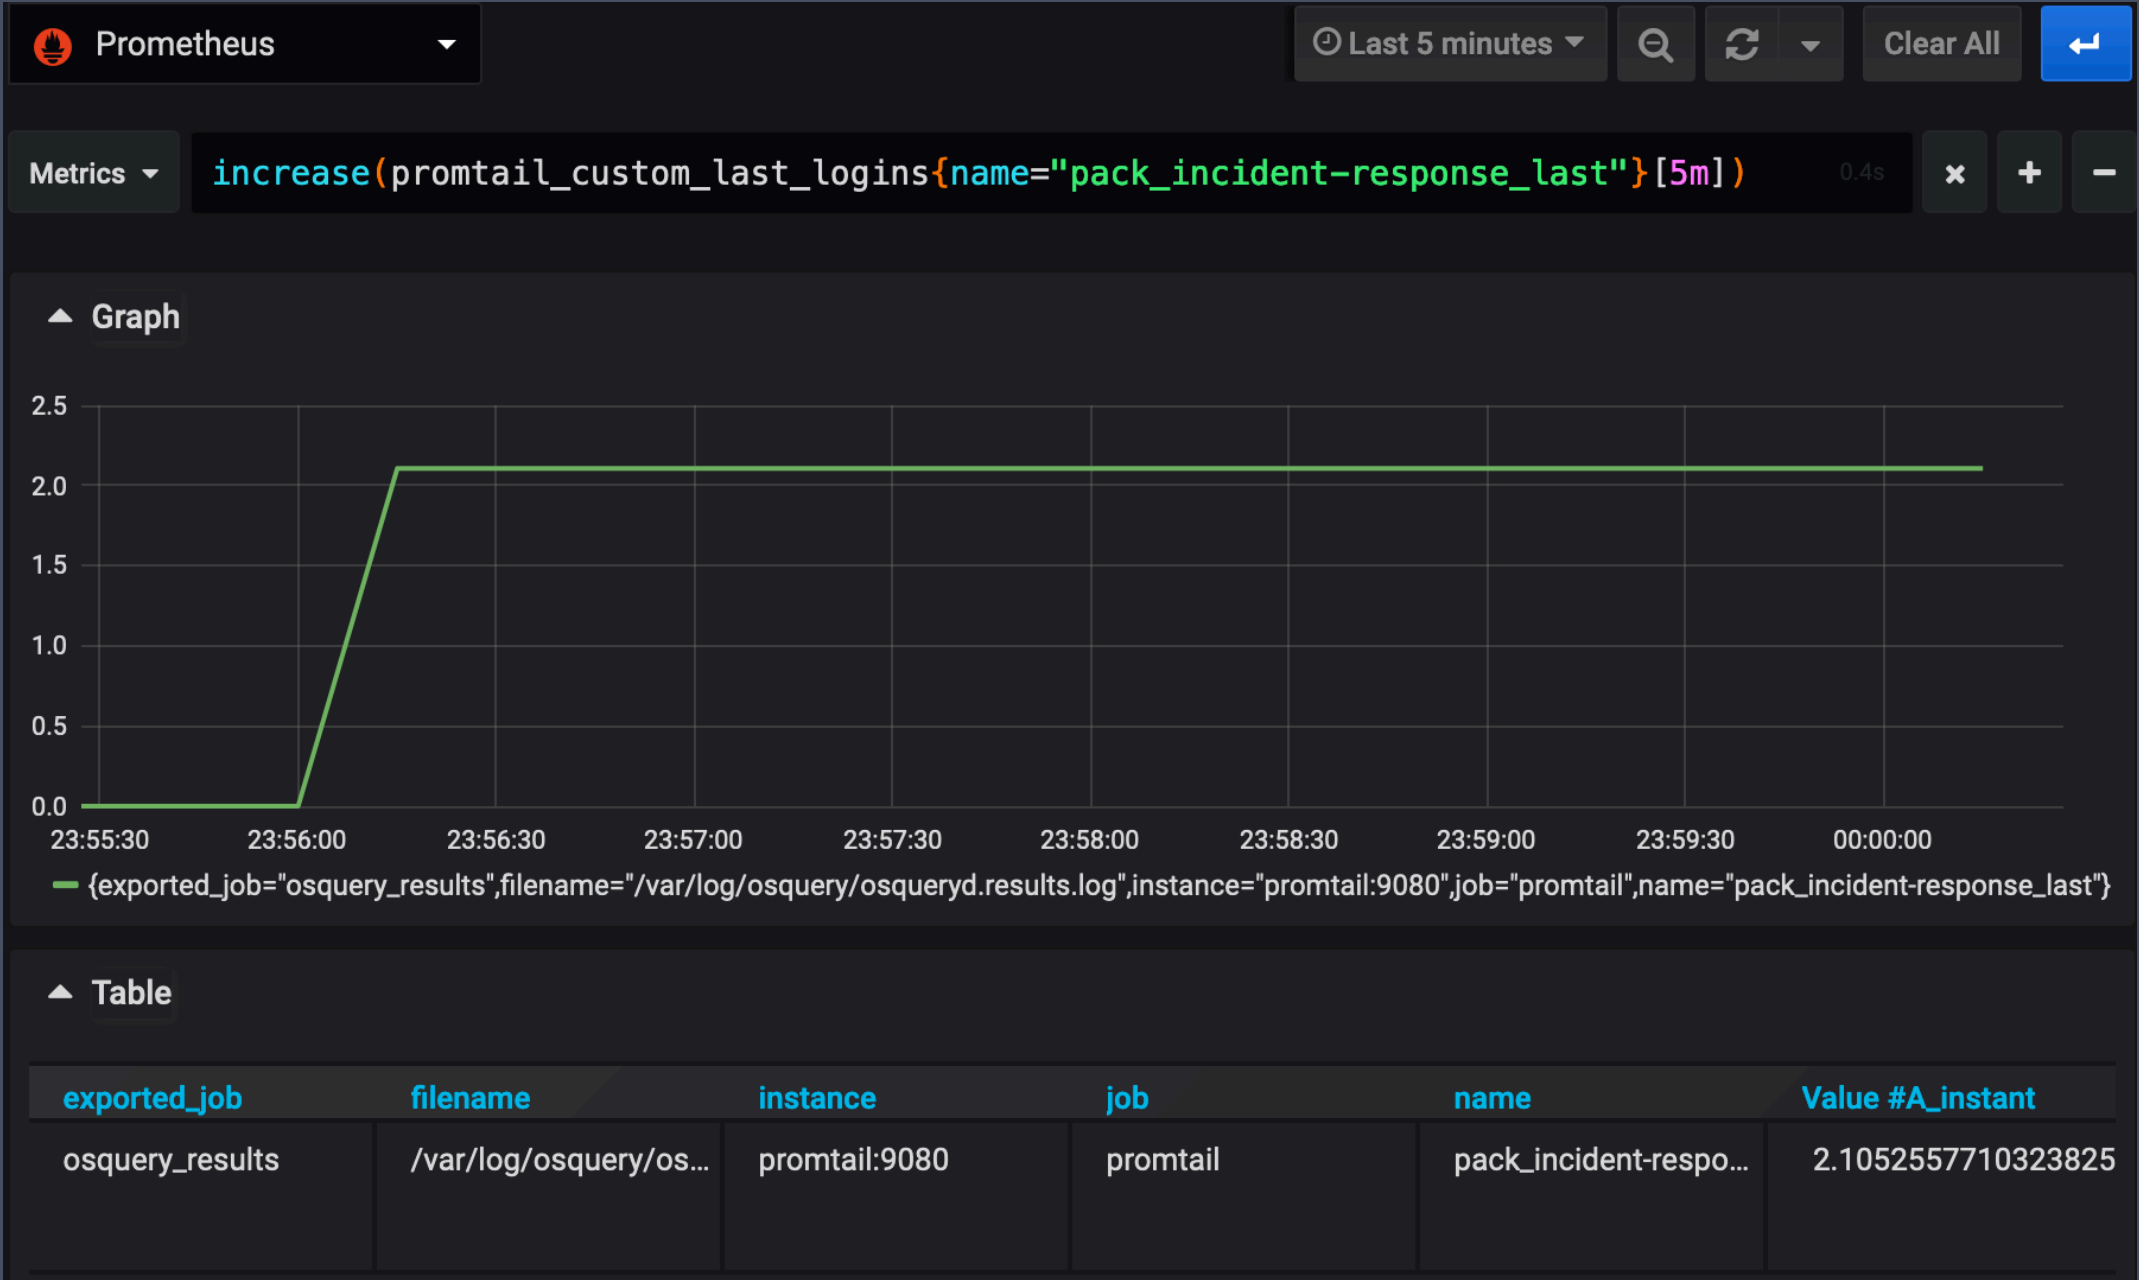 Prometheus Last 5 minutes Clear All
Metrics increase(promtail_custom_last_logins{name="pack_incident-response_last"}[5m]) 0.4s
Graph
2.5
2.0
1.5
1.0
0.5
0.0
23:55:30 23:56:00 23:56:30 23:57:00 23:57:30 23:58:00 23:58:30 23:59:00 23:59:30 00:00:00
{exported_job="osquery_results",filename="/var/log/osquery/osqueryd.results.log",instance="promtail:9080",job="promtail",name="pack_incident-response_last"}
Table
exported_job filename instance job name Value #A_instant
osquery_results /var/log/osquery/os... promtail:9080 promtail pack_incident-respo... 2.1052557710323825